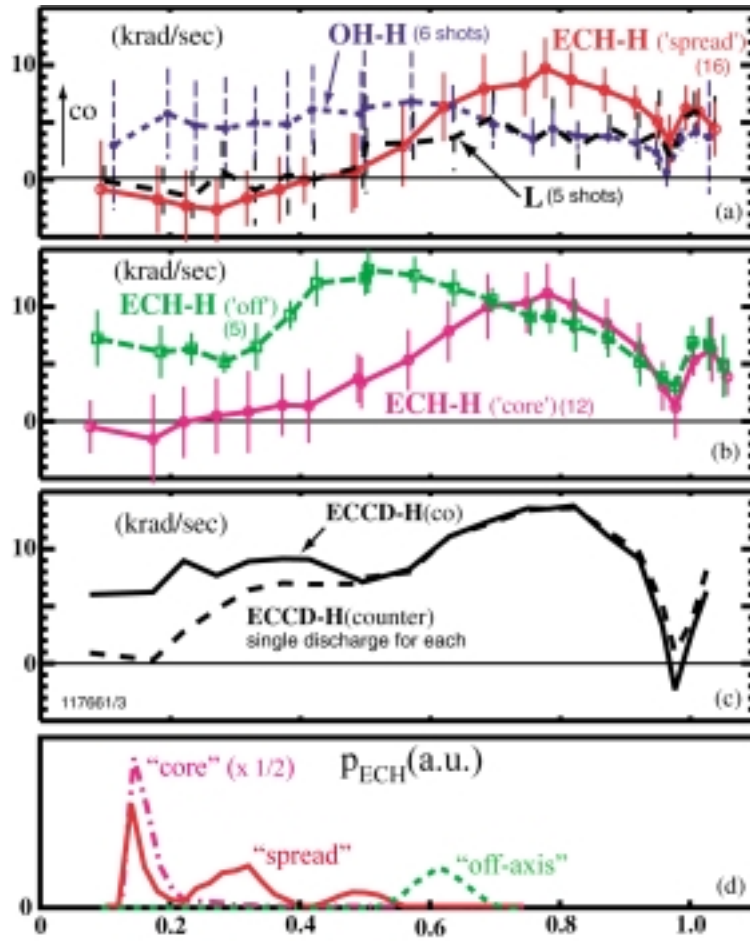 (krad/sec)
OH-H (6 shots)
ECH-H ('spread')
(16)
10
co
0
L (5 shots)
(a)
(krad/sec)
ECH-H ('off')
(5)
10
ECH-H ('core') (12)
0
(b)
(krad/sec)
ECCD-H(co)
10
ECCD-H(counter)
single discharge for each
0
117661/3
(c)
"core" (x 1/2)
pECH(a.u.)
"spread"
"off-axis"
(d)
0
0 0.2 0.4 0.6 0.8 1.0